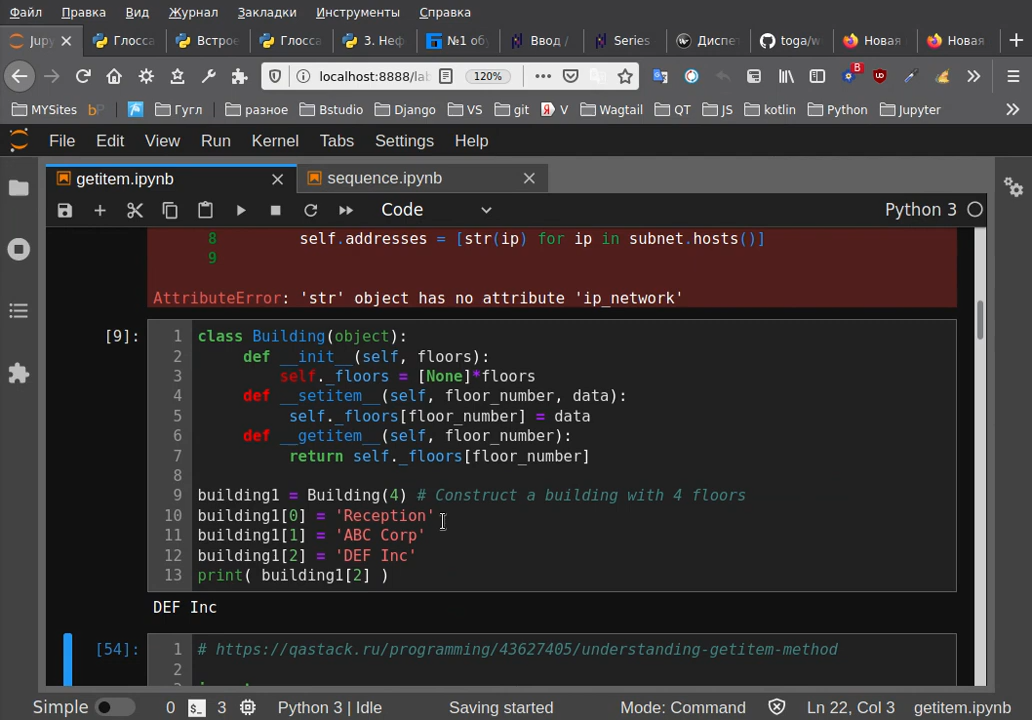 Файл Правка Вид Журнал Закладки Инструменты Справка
Jupy Глосса Встрое Глосса 3. Неф №1 об Ввод / Series Диспет toga/w Новая Новая
localhost:8888/lab 120%
MYSites bP Гугл разное Bstudio Django VS git V Wagtail QT JS kotlin Python Jupyter
File Edit View Run Kernel Tabs Settings Help
getitem.ipynb sequence.ipynb
Code Python 3
8 self.addresses = [str(ip) for ip in subnet.hosts()]
9
AttributeError: 'str' object has no attribute 'ip_network'
[9]: 1 class Building(object):
2 def __init__(self, floors):
3 self._floors = [None]*floors
4 def __setitem__(self, floor_number, data):
5 self._floors[floor_number] = data
6 def __getitem__(self, floor_number):
7 return self._floors[floor_number]
8
9 building1 = Building(4) # Construct a building with 4 floors
10 building1[0] = 'Reception'
11 building1[1] = 'ABC Corp'
12 building1[2] = 'DEF Inc'
13 print( building1[2] )
DEF Inc
[54]: 1 # https://qastack.ru/programming/43627405/understanding-getitem-method
2
Simple 0 3 Python 3 | Idle Saving started Mode: Command Ln 22, Col 3 getitem.ipynb